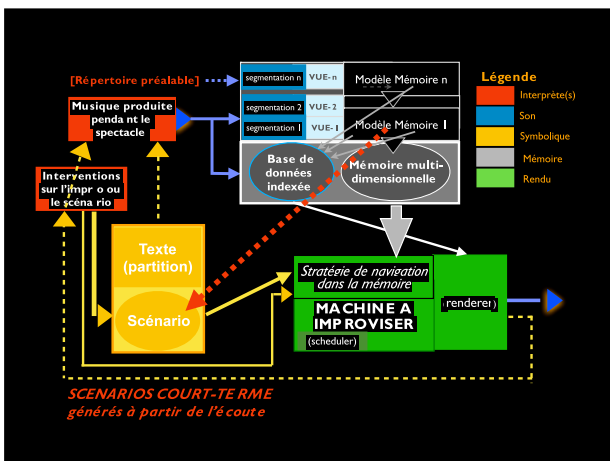 [Répertoire préalable]
segmentation n
VUE-n
Modèle Mémoire n
segmentation 2
VUE-2
segmentation 1
VUE-1
Modèle Mémoire 1
Musique produite
penda nt le
spectacle
Interventions
sur l'impr o ou
le scéna rio
Base de
données
indexée
Mémoire multi-
dimensionnelle
Texte
(partition)
Scénario
Stratégie de navigation
dans la mémoire
MACHINE A
IMPROVISER
(scheduler)
(renderer)
SCENARIOS COURT-TE RME
générés à partir de l'écoute
Légende
Interprète(s)
Son
Symbolique
Mémoire
Rendu